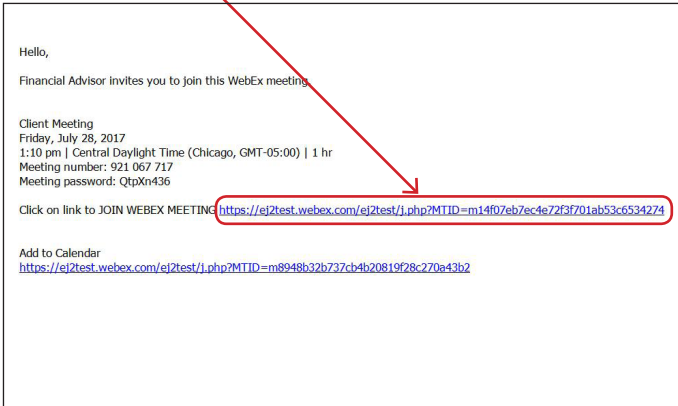 Hello,
Financial Advisor invites you to join this WebEx meeting.
Client Meeting
Friday, July 28, 2017
1:10 pm | Central Daylight Time (Chicago, GMT-05:00) | 1 hr
Meeting number: 921 067 717
Meeting password: QtpXn436
Click on link to JOIN WEBEX MEETING https://ej2test.webex.com/ej2test/j.php?MTID=m14f07eb7ec4e72f3f701ab53c6534274
Add to Calendar
https://ej2test.webex.com/ej2test/j.php?MTID=m8948b32b737cb4b20819f28c270a43b2